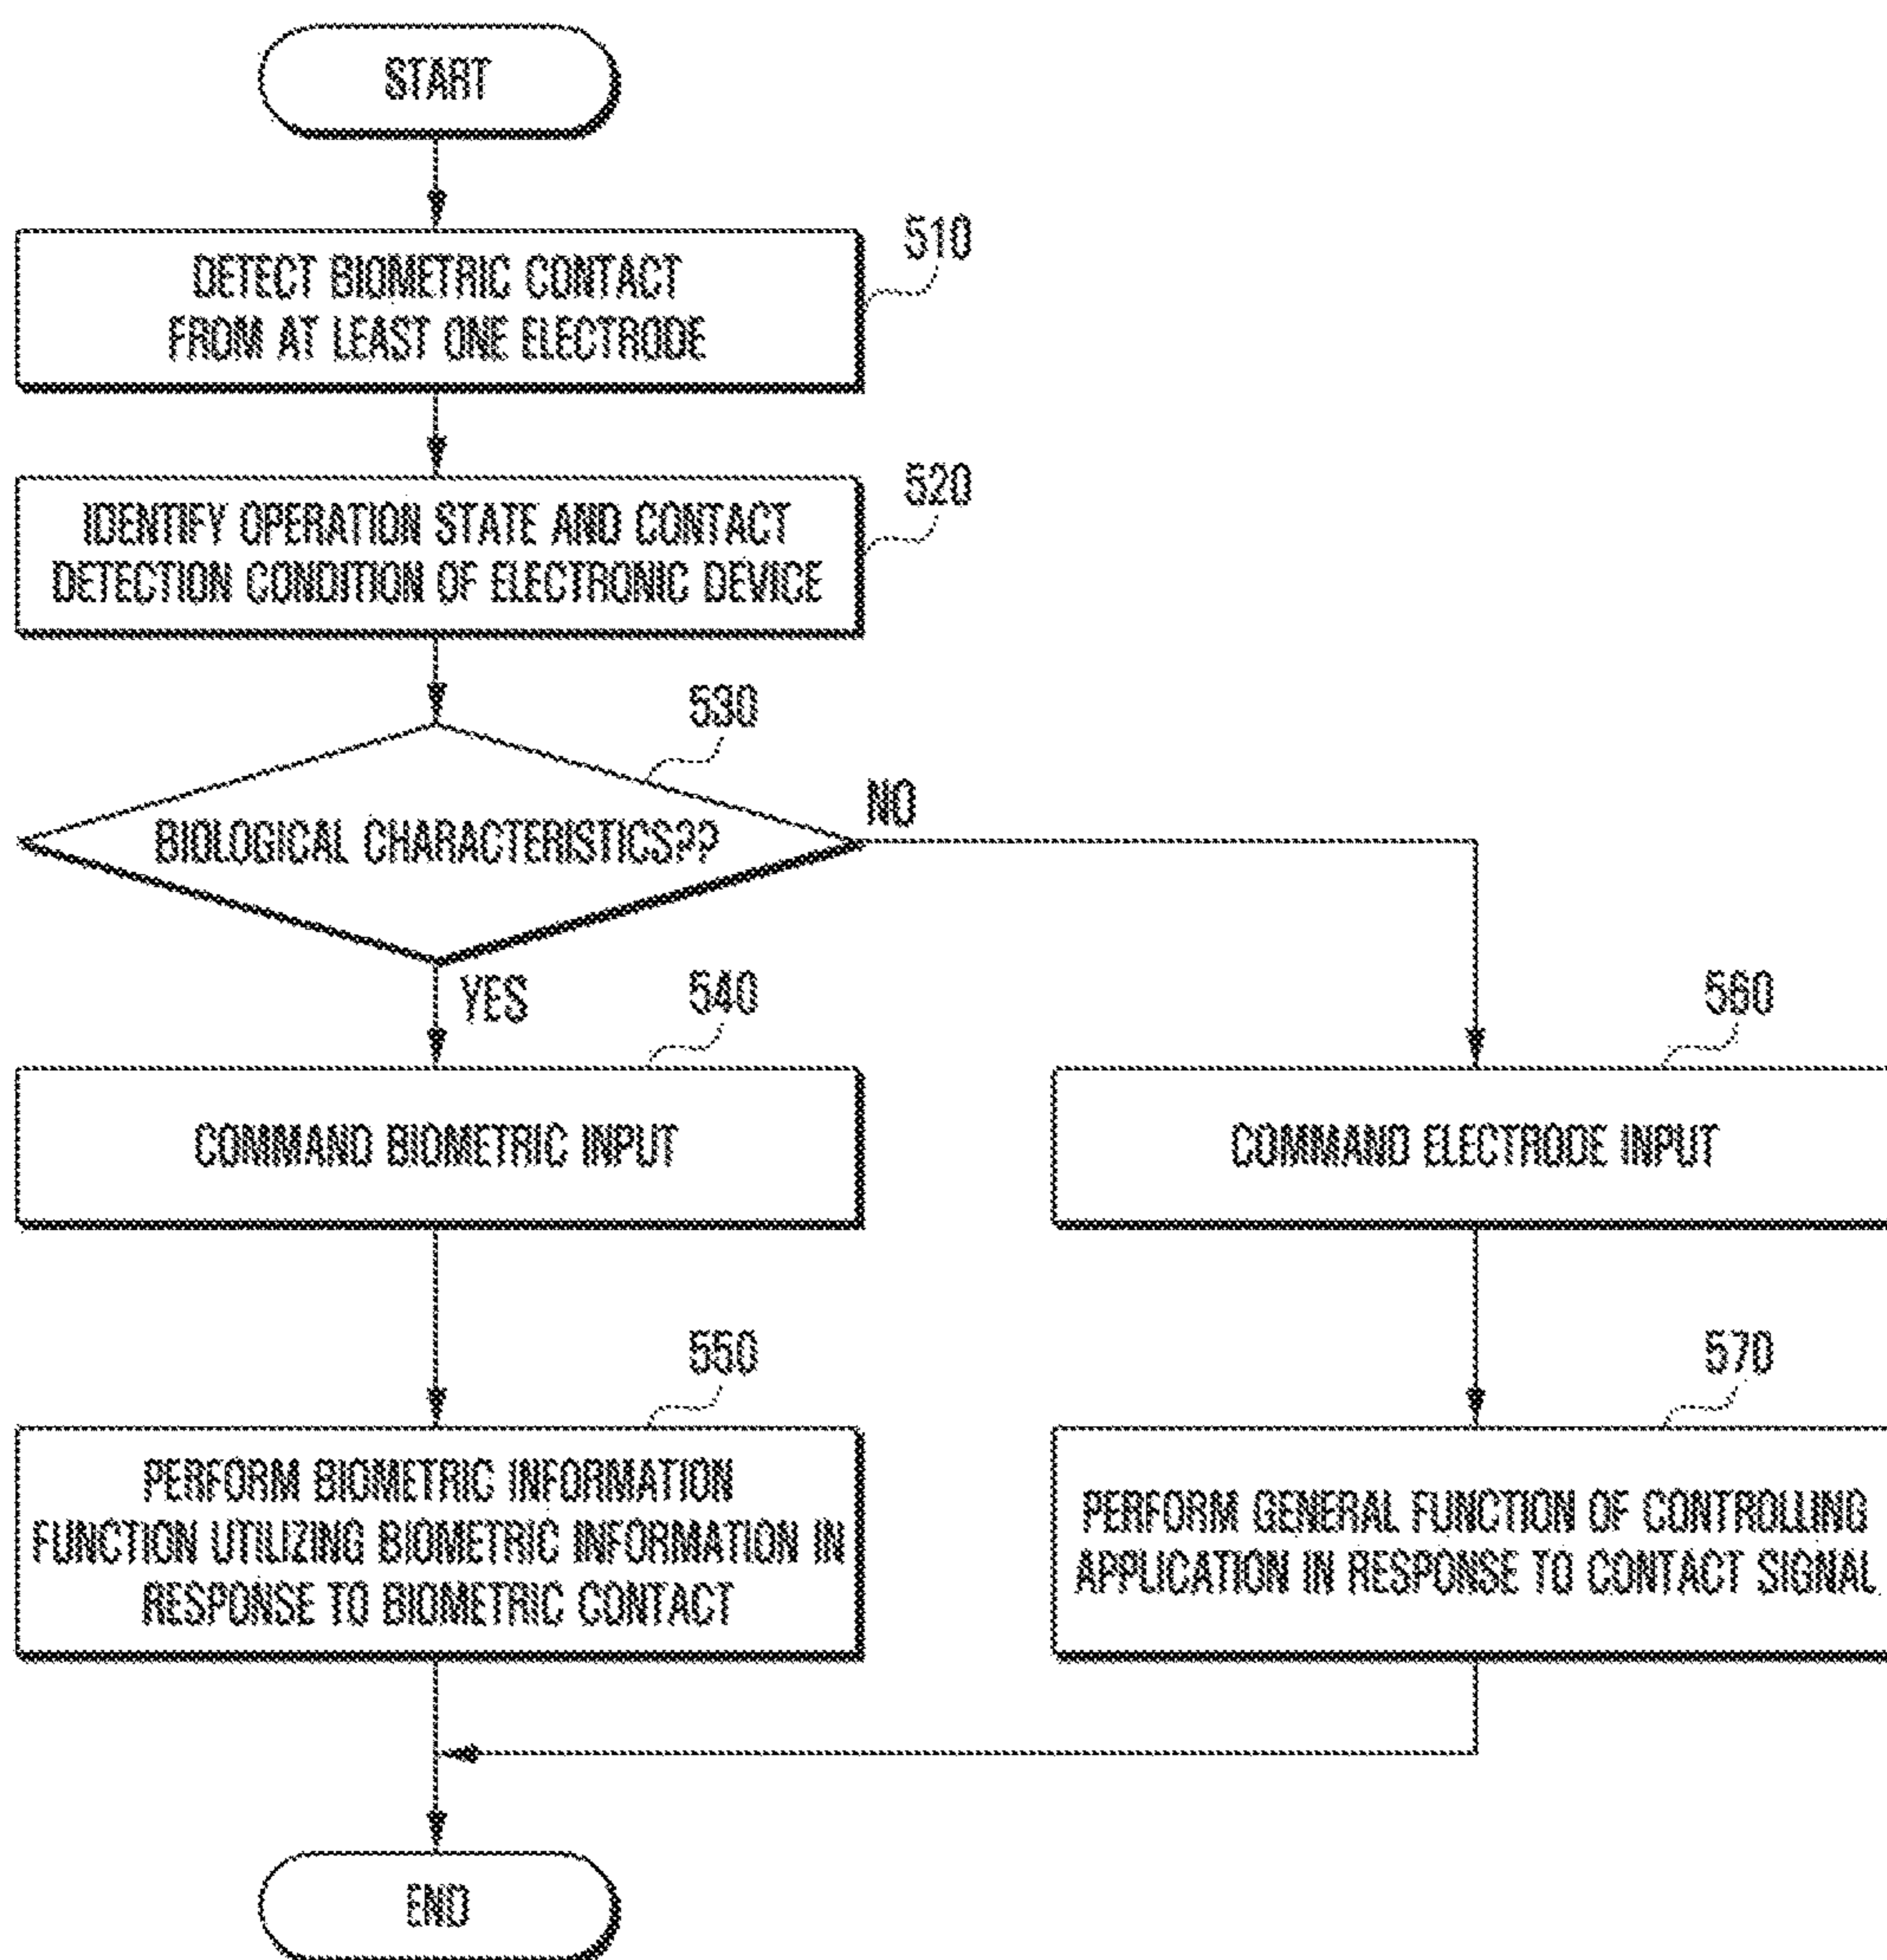 START
510
DETECT BIOMETRIC CONTACT
FROM AT LEAST ONE ELECTRODE
520
IDENTIFY OPERATION STATE AND CONTACT
DETECTION CONDITION OF ELECTRONIC DEVICE
530
BIOLOGICAL CHARACTERISTICS??
NO
YES
540
COMMAND BIOMETRIC INPUT
560
COMMAND ELECTRODE INPUT
550
PERFORM BIOMETRIC INFORMATION
FUNCTION UTILIZING BIOMETRIC INFORMATION IN
RESPONSE TO BIOMETRIC CONTACT
570
PERFORM GENERAL FUNCTION OF CONTROLLING
APPLICATION IN RESPONSE TO CONTACT SIGNAL
END